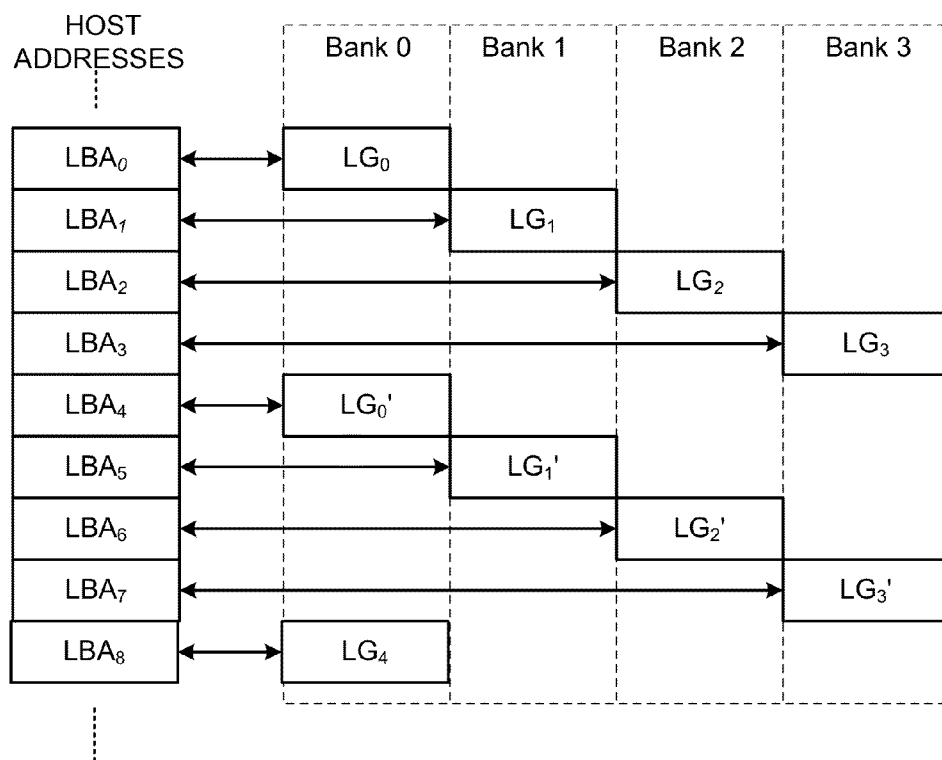 HOST
ADDRESSES
Bank 0 Bank 1 Bank 2 Bank 3
LBA₀ LG₀
LBA₁ LG₁
LBA₂ LG₂
LBA₃ LG₃
LBA₄ LG₀'
LBA₅ LG₁'
LBA₆ LG₂'
LBA₇ LG₃'
LBA₈ LG₄